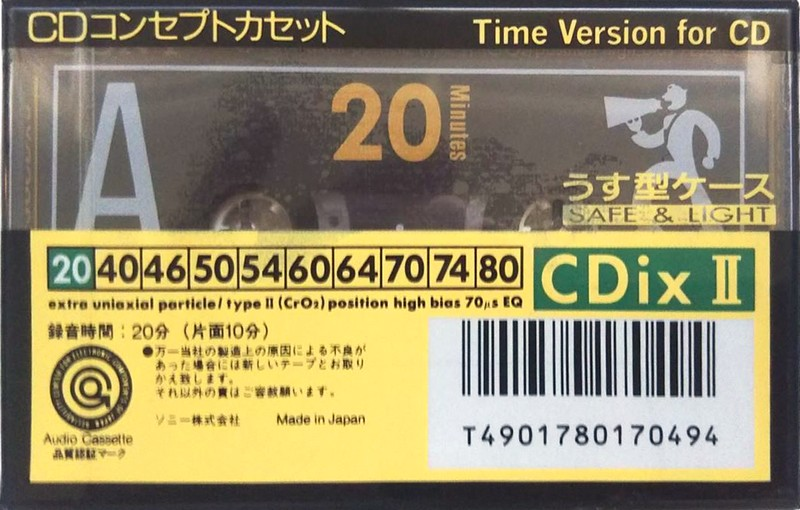 CDコンセプトカセット
Time Version for CD
A
20
Minutes
うす型ケース
SAFE & LIGHT
20 40 46 50 54 60 64 70 74 80
CDix II
extra uniaxial particle/type II (CrO₂) position high bias 70μs EQ
録音時間：20分（片面10分）
●万一当社の製造上の原因による不良が
あった場合には新しいテープとお取り
かえ致します。
それ以外の責はご容赦願います。
ソニー株式会社 Made in Japan
Audio Cassette
品質認証マーク
T4901780170494